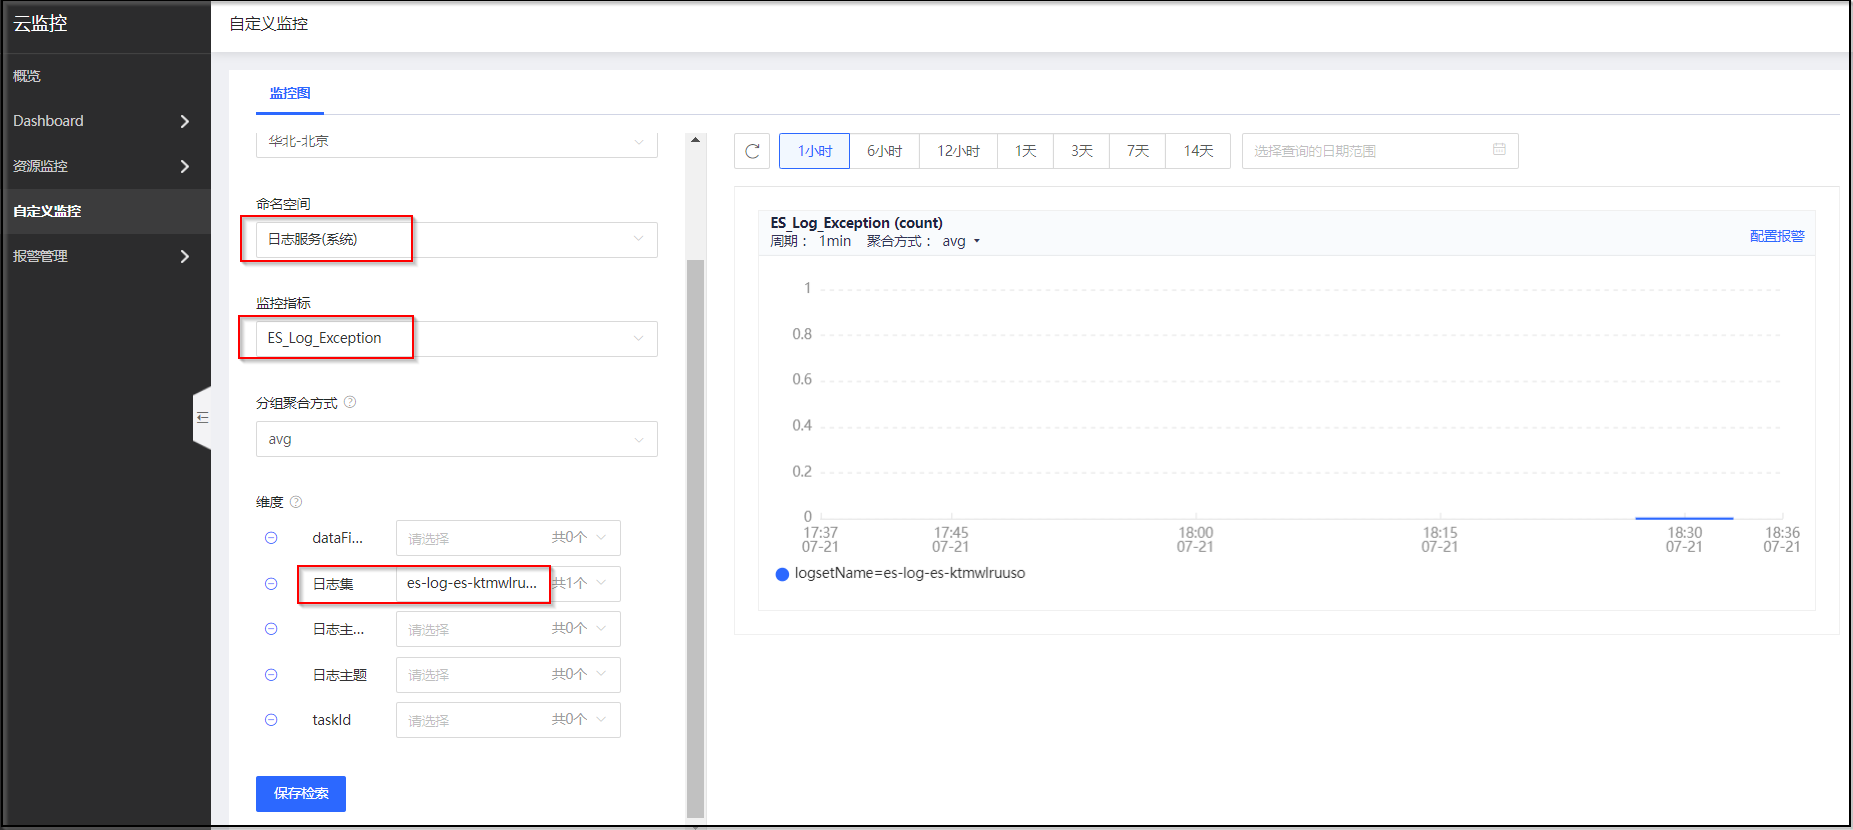 云监控
自定义监控
概览
Dashboard
资源监控
自定义监控
报警管理
监控图
华北-北京
命名空间
日志服务(系统)
监控指标
ES_Log_Exception
分组聚合方式
avg
维度
dataFi... 请选择 共0个
日志集 es-log-es-ktmwlru... 共1个
日志主... 请选择 共0个
日志主题 请选择 共0个
taskId 请选择 共0个
保存检索
1小时 6小时 12小时 1天 3天 7天 14天 选择查询的日期范围
ES_Log_Exception (count)
周期： 1min 聚合方式： avg
配置报警
1
0.8
0.6
0.4
0.2
0
17:37 17:45 18:00 18:15 18:30 18:36
07-21 07-21 07-21 07-21 07-21 07-21
logsetName=es-log-es-ktmwlruuso